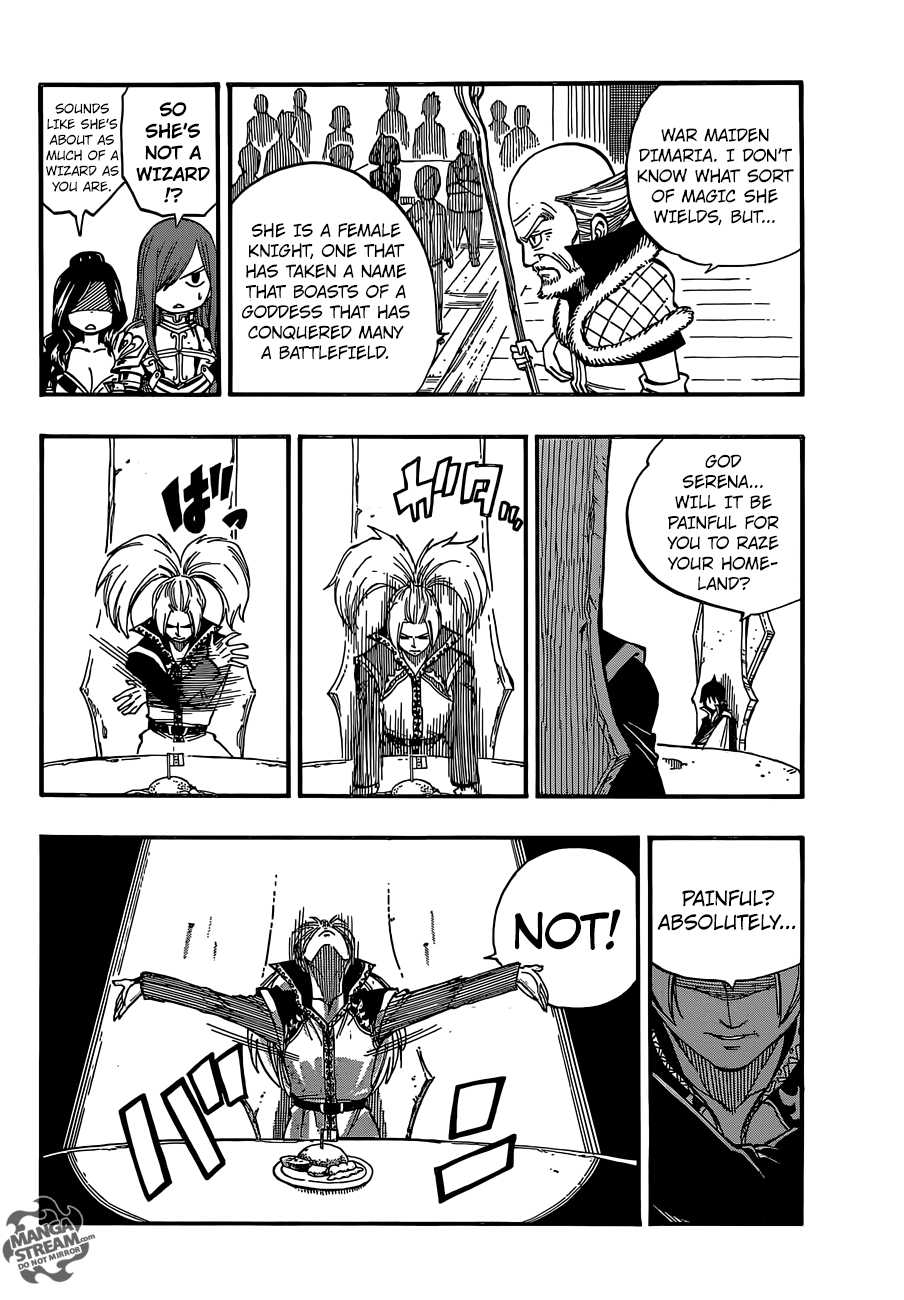 WAR MAIDEN
DIMARIA. I DON'T
KNOW WHAT SORT
OF MAGIC SHE
WIELDS, BUT...
SHE IS A FEMALE
KNIGHT, ONE THAT
HAS TAKEN A NAME
THAT BOASTS OF A
GODDESS THAT HAS
CONQUERED MANY
A BATTLEFIELD.
SO
SHE'S
NOT A
WIZARD
!?
SOUNDS
LIKE SHE'S
ABOUT AS
MUCH OF A
WIZARD AS
YOU ARE.
GOD
SERENA...
WILL IT BE
PAINFUL FOR
YOU TO RAZE
YOUR HOME-
LAND?
ガタッ
ばっ
PAINFUL?
ABSOLUTELY...
NOT!
バーン
MANGA
STREAM.com
DO NOT MIRROR